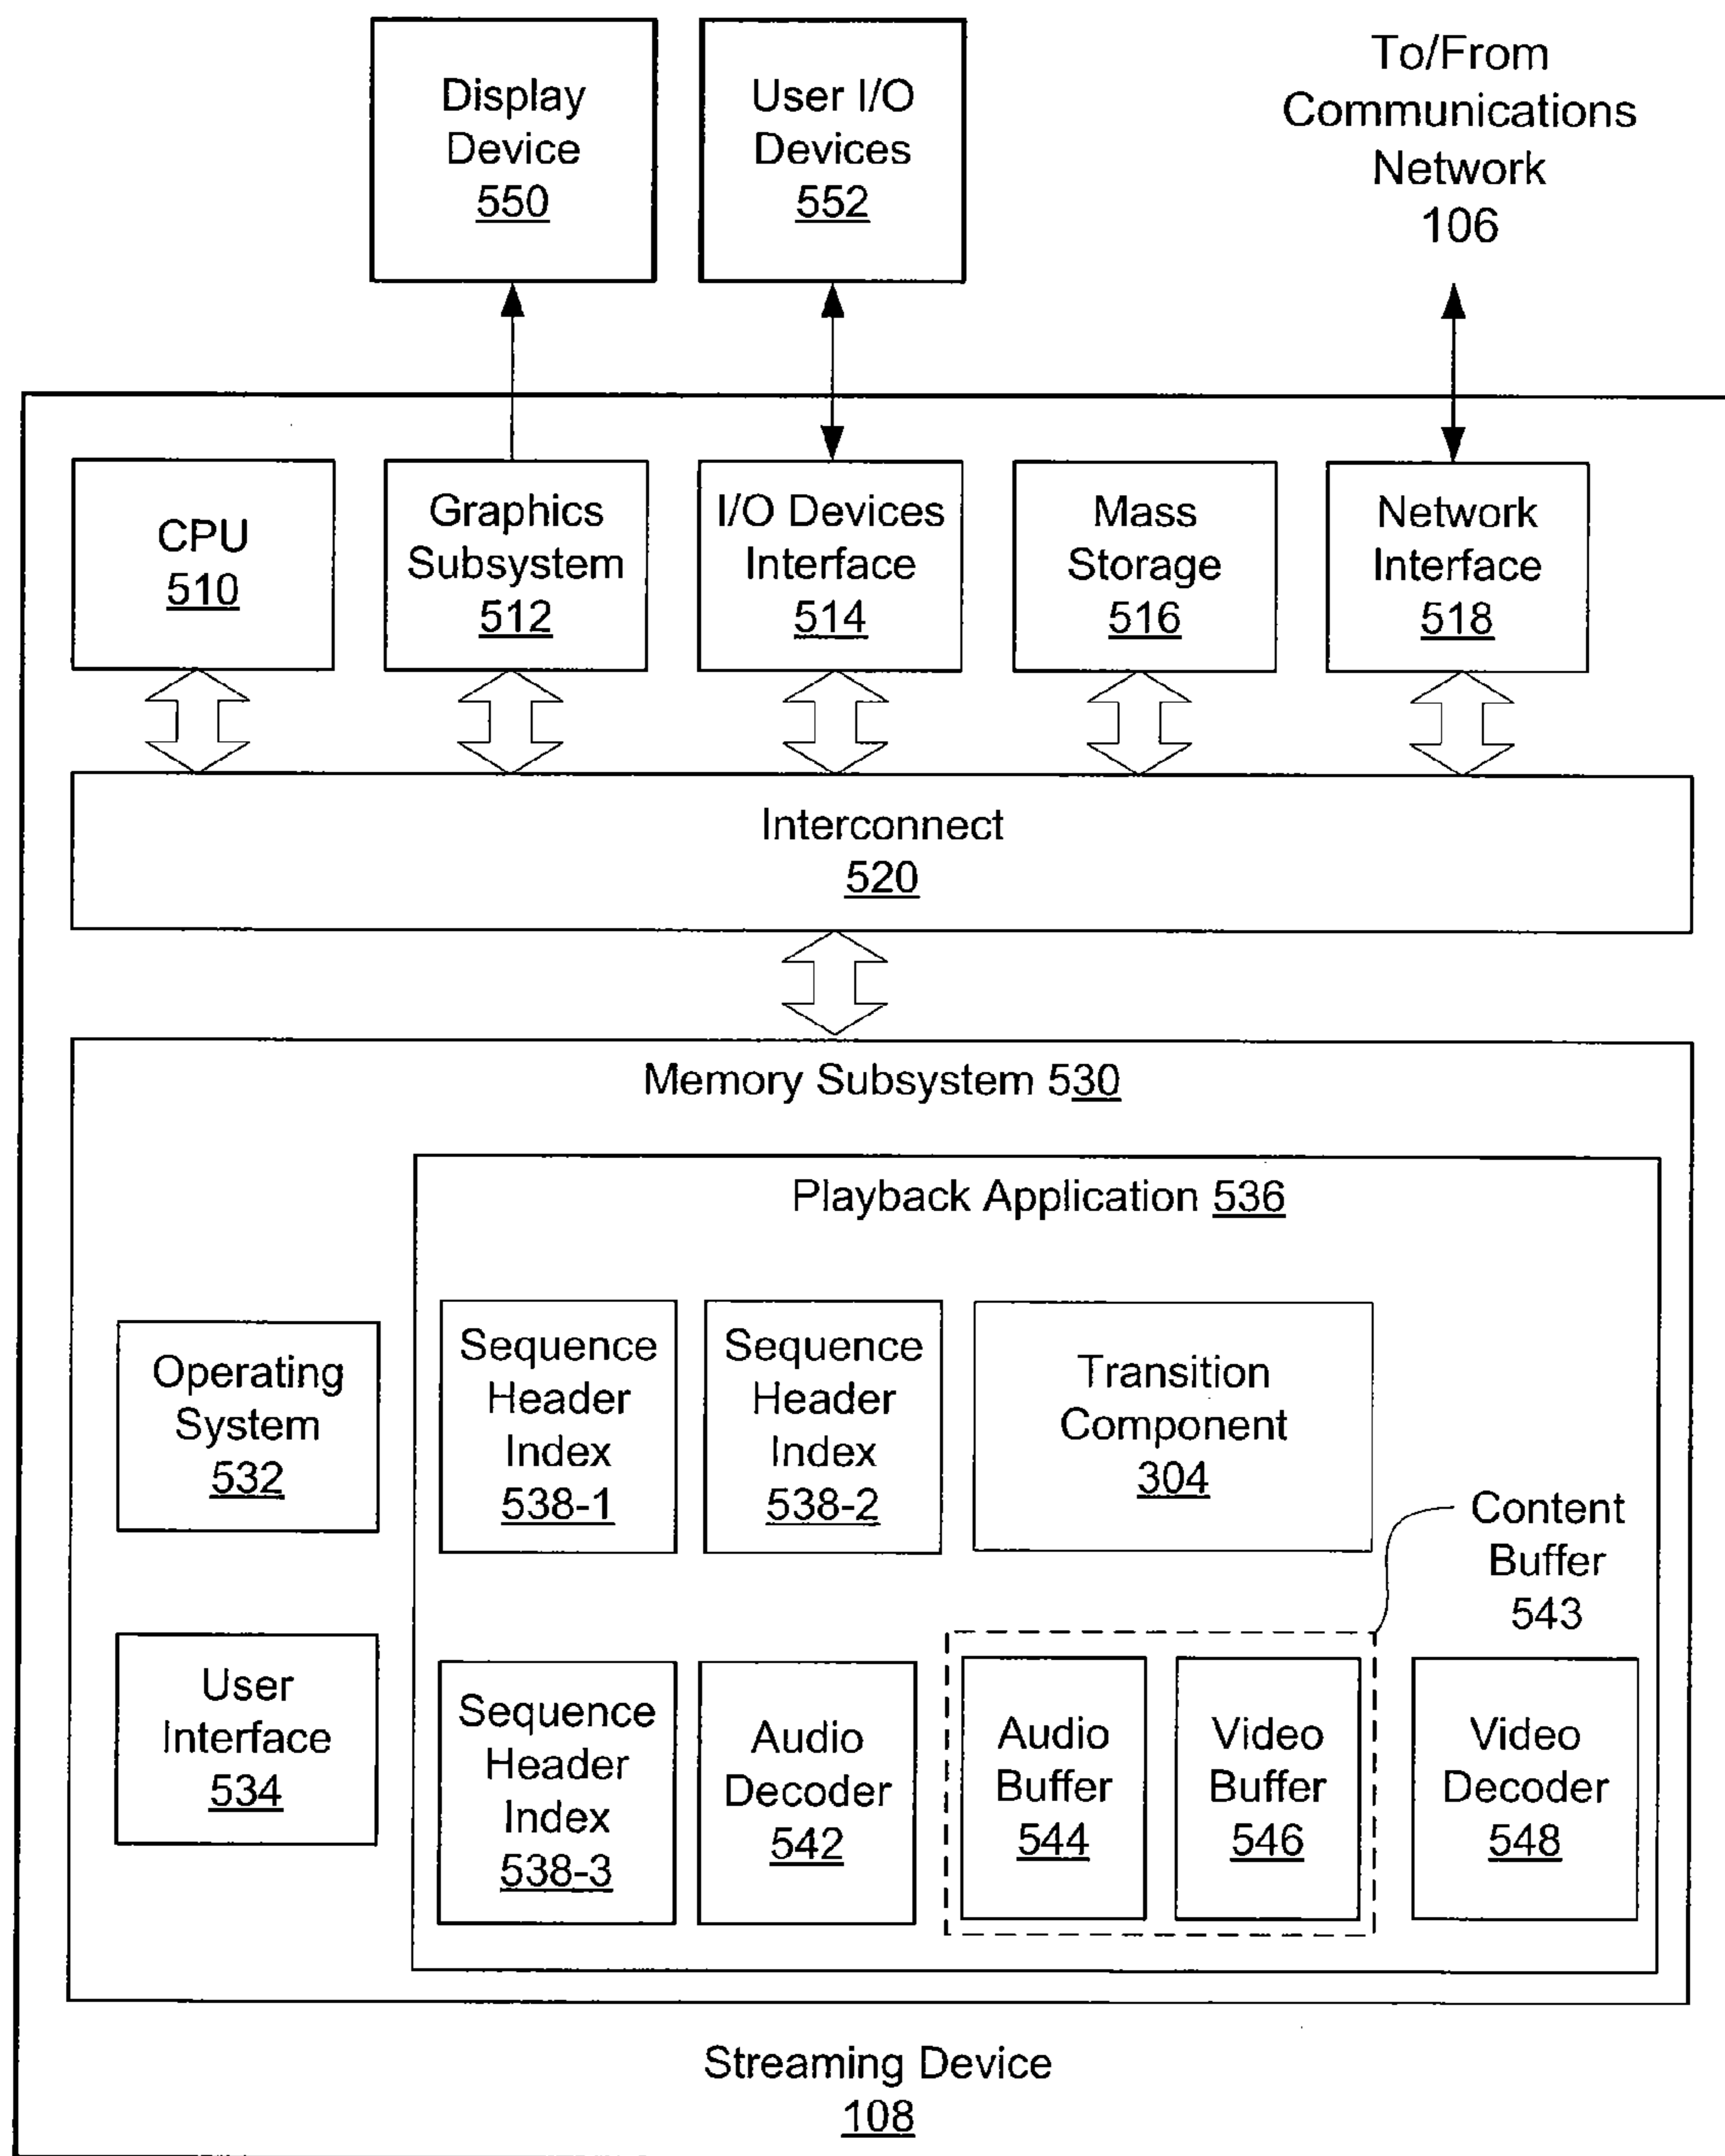 Display
Device
550
User I/O
Devices
552
To/From
Communications
Network
106
CPU
510
Graphics
Subsystem
512
I/O Devices
Interface
514
Mass
Storage
516
Network
Interface
518
Interconnect
520
Memory Subsystem 530
Playback Application 536
Operating
System
532
Sequence
Header
Index
538-1
Sequence
Header
Index
538-2
Transition
Component
304
Content
Buffer
543
User
Interface
534
Sequence
Header
Index
538-3
Audio
Decoder
542
Audio
Buffer
544
Video
Buffer
546
Video
Decoder
548
Streaming Device
108